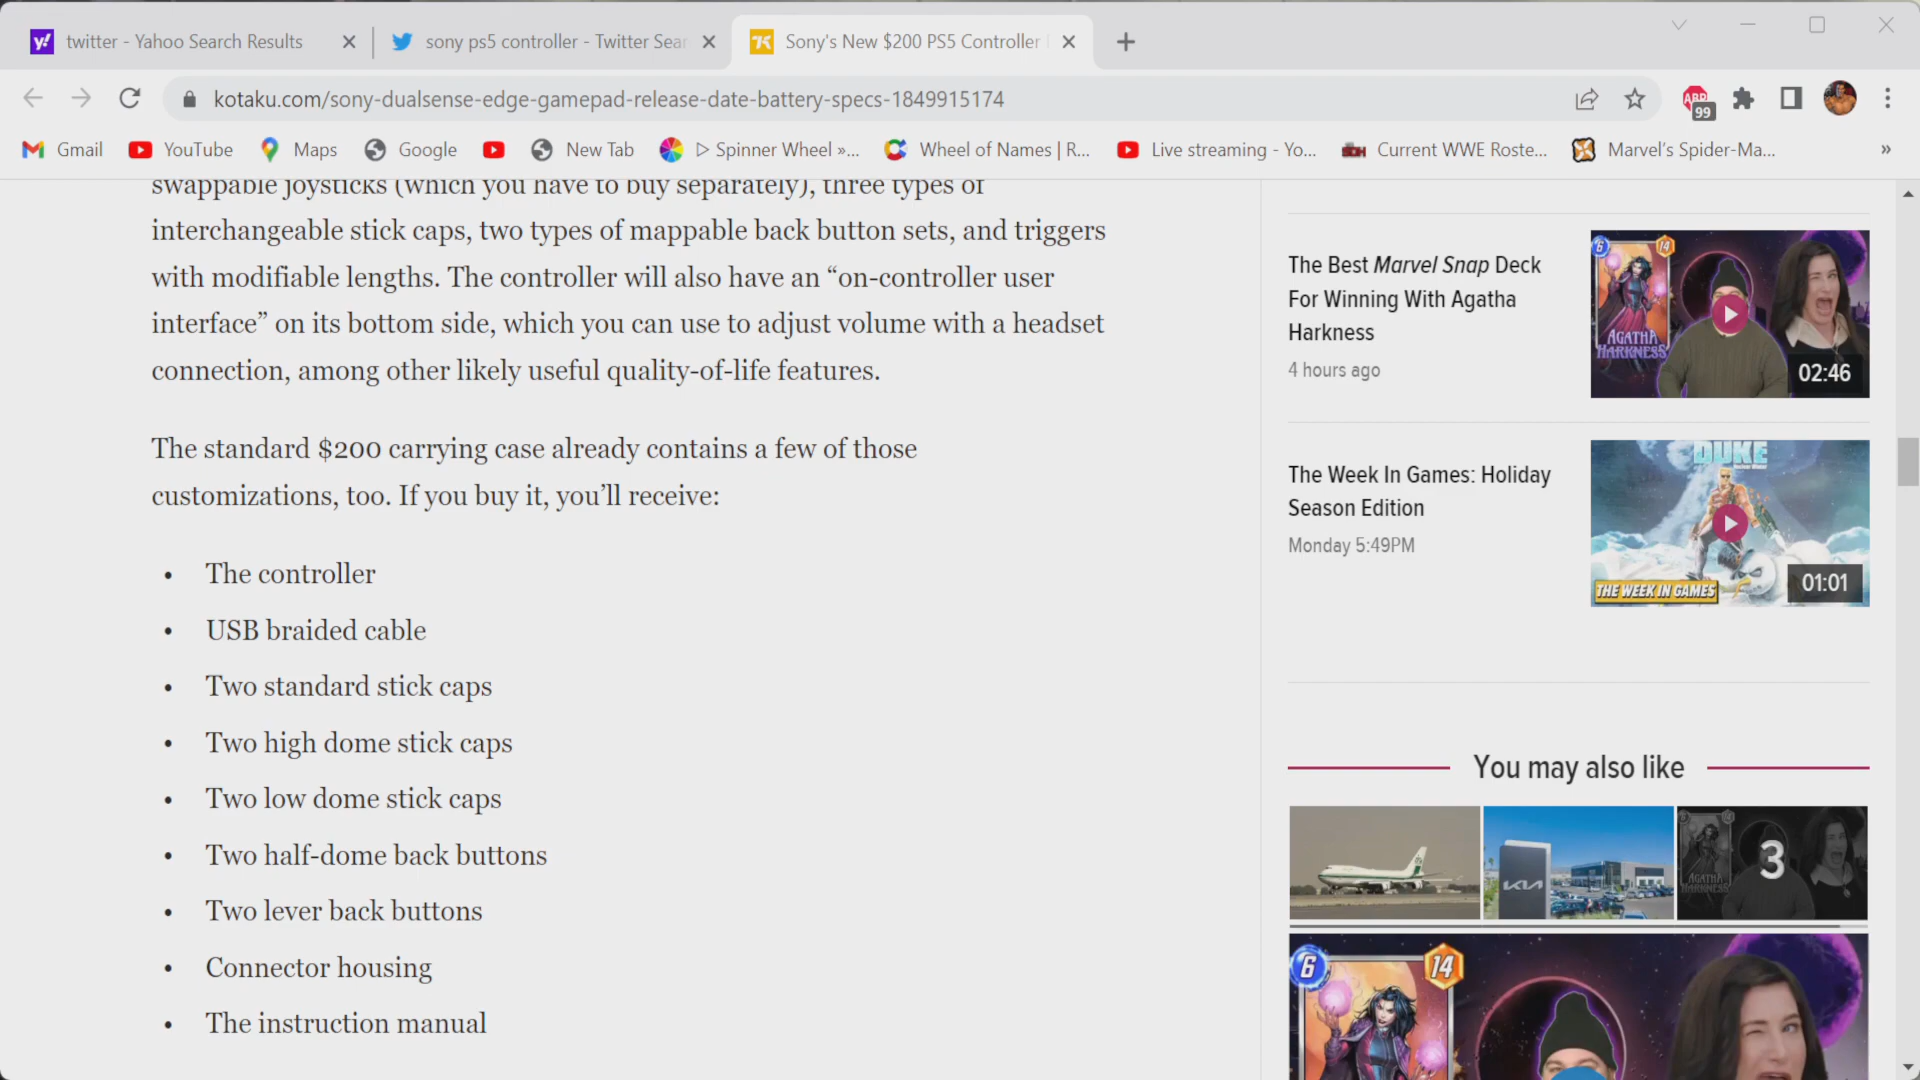 twitter - Yahoo Search Results
sony ps5 controller - Twitter Sear
Sony's New $200 PS5 Controller
kotaku.com/sony-dualsense-edge-gamepad-release-date-battery-specs-1849915174
ABP
99
Gmail
YouTube
Maps
Google
New Tab
Spinner Wheel »...
Wheel of Names | R...
Live streaming - Yo...
Current WWE Roste...
Marvel's Spider-Ma...
»
swappable joysticks (which you have to buy separately), three types of
interchangeable stick caps, two types of mappable back button sets, and triggers
with modifiable lengths. The controller will also have an “on-controller user
interface” on its bottom side, which you can use to adjust volume with a headset
connection, among other likely useful quality-of-life features.
The standard $200 carrying case already contains a few of those
customizations, too. If you buy it, you’ll receive:
• The controller
• USB braided cable
• Two standard stick caps
• Two high dome stick caps
• Two low dome stick caps
• Two half-dome back buttons
• Two lever back buttons
• Connector housing
• The instruction manual
The Best Marvel Snap Deck
For Winning With Agatha
Harkness
4 hours ago
6
14
AGATHA
HARKNESS
02:46
The Week In Games: Holiday
Season Edition
Monday 5:49PM
DUKE
THE WEEK IN GAMES
01:01
You may also like
KIA
AGATHA
HARKNESS
3
6
14